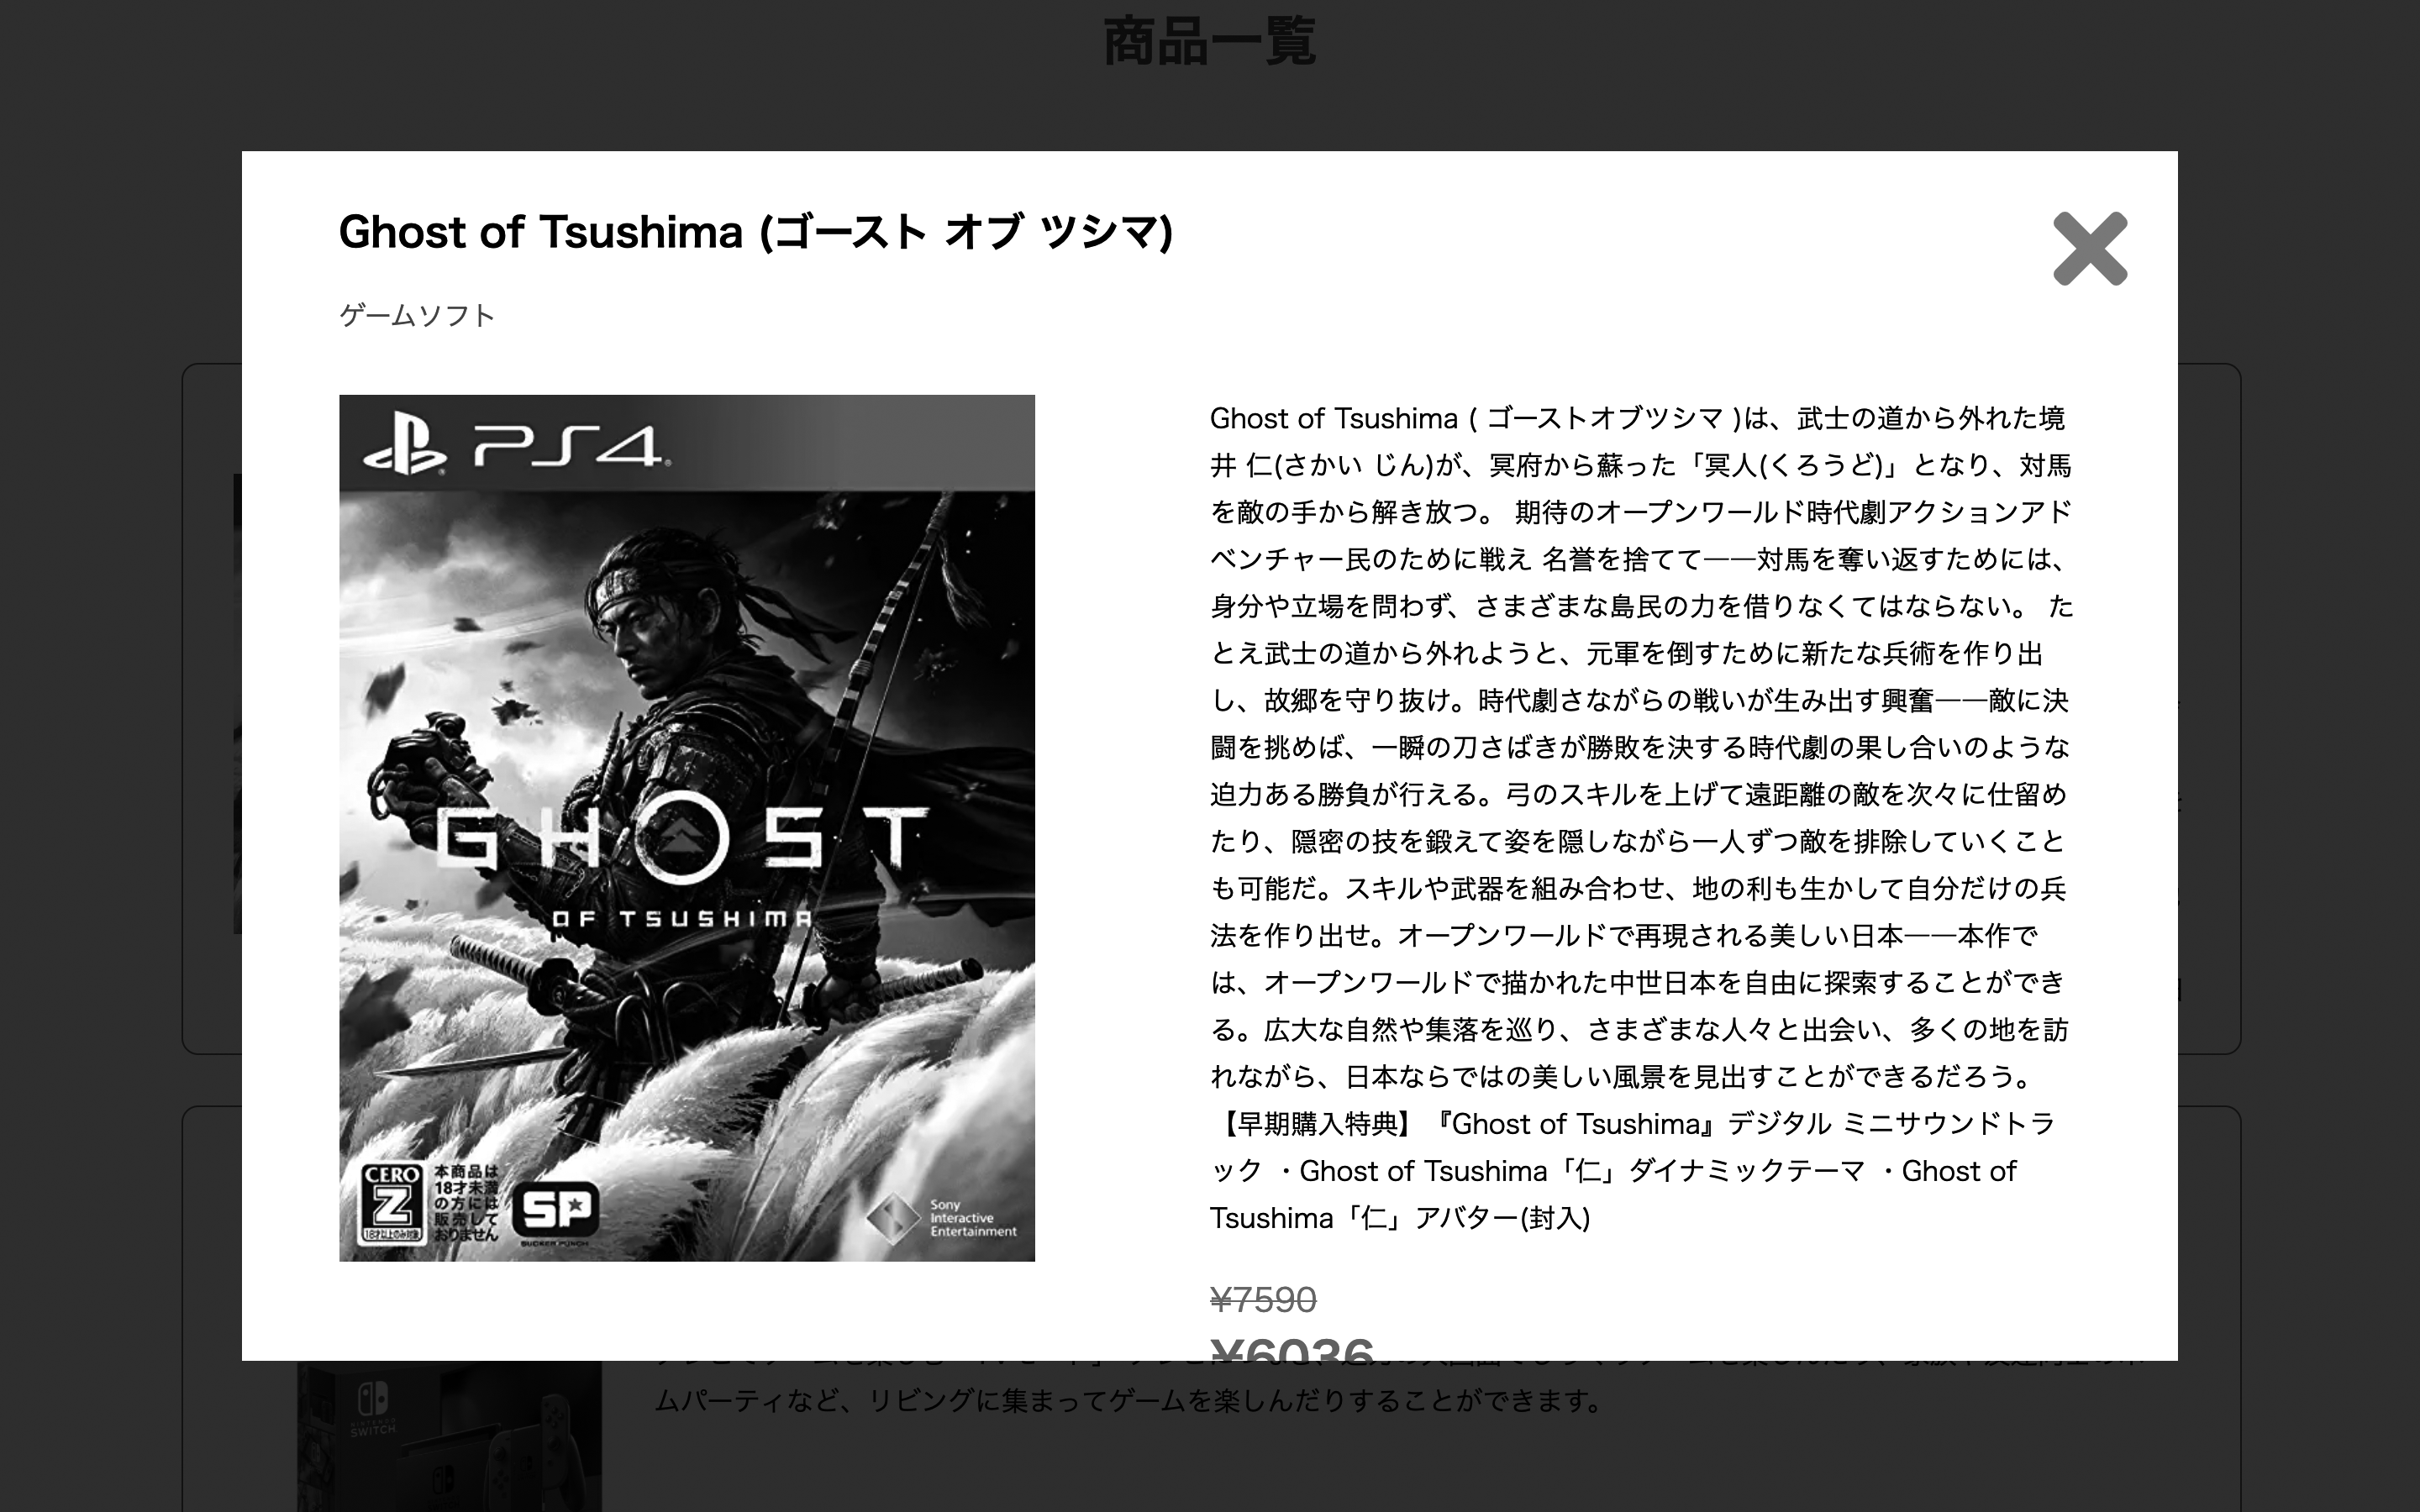 商品一覧
Ghost of Tsushima (ゴースト オブ ツシマ)
ゲームソフト
PS4
GHOST
OF TSUSHIMA
CERO
Z
18才以上のみ対象
本商品は
18才未満
の方には
販売して
おりません
SP
SUCKER PUNCH
Sony
Interactive
Entertainment
Ghost of Tsushima ( ゴーストオブツシマ )は、武士の道から外れた境
井 仁(さかい じん)が、冥府から蘇った「冥人(くろうど)」となり、対馬
を敵の手から解き放つ。 期待のオープンワールド時代劇アクションアド
ベンチャー民のために戦え 名誉を捨てて——対馬を奪い返すためには、
身分や立場を問わず、さまざまな島民の力を借りなくてはならない。 た
とえ武士の道から外れようと、元軍を倒すために新たな兵術を作り出
し、故郷を守り抜け。時代劇さながらの戦いが生み出す興奮——敵に決
闘を挑めば、一瞬の刀さばきが勝敗を決する時代劇の果し合いのような
迫力ある勝負が行える。弓のスキルを上げて遠距離の敵を次々に仕留め
たり、隠密の技を鍛えて姿を隠しながら一人ずつ敵を排除していくこと
も可能だ。スキルや武器を組み合わせ、地の利も生かして自分だけの兵
法を作り出せ。オープンワールドで再現される美しい日本——本作で
は、オープンワールドで描かれた中世日本を自由に探索することができ
る。広大な自然や集落を巡り、さまざまな人々と出会い、多くの地を訪
れながら、日本ならではの美しい風景を見出すことができるだろう。
【早期購入特典】『Ghost of Tsushima』デジタル ミニサウンドトラ
ック ・Ghost of Tsushima「仁」ダイナミックテーマ ・Ghost of
Tsushima「仁」アバター(封入)
¥7590
¥6036
ムパーティなど、リビングに集まってゲームを楽しんだりすることができます。
NINTENDO
SWITCH